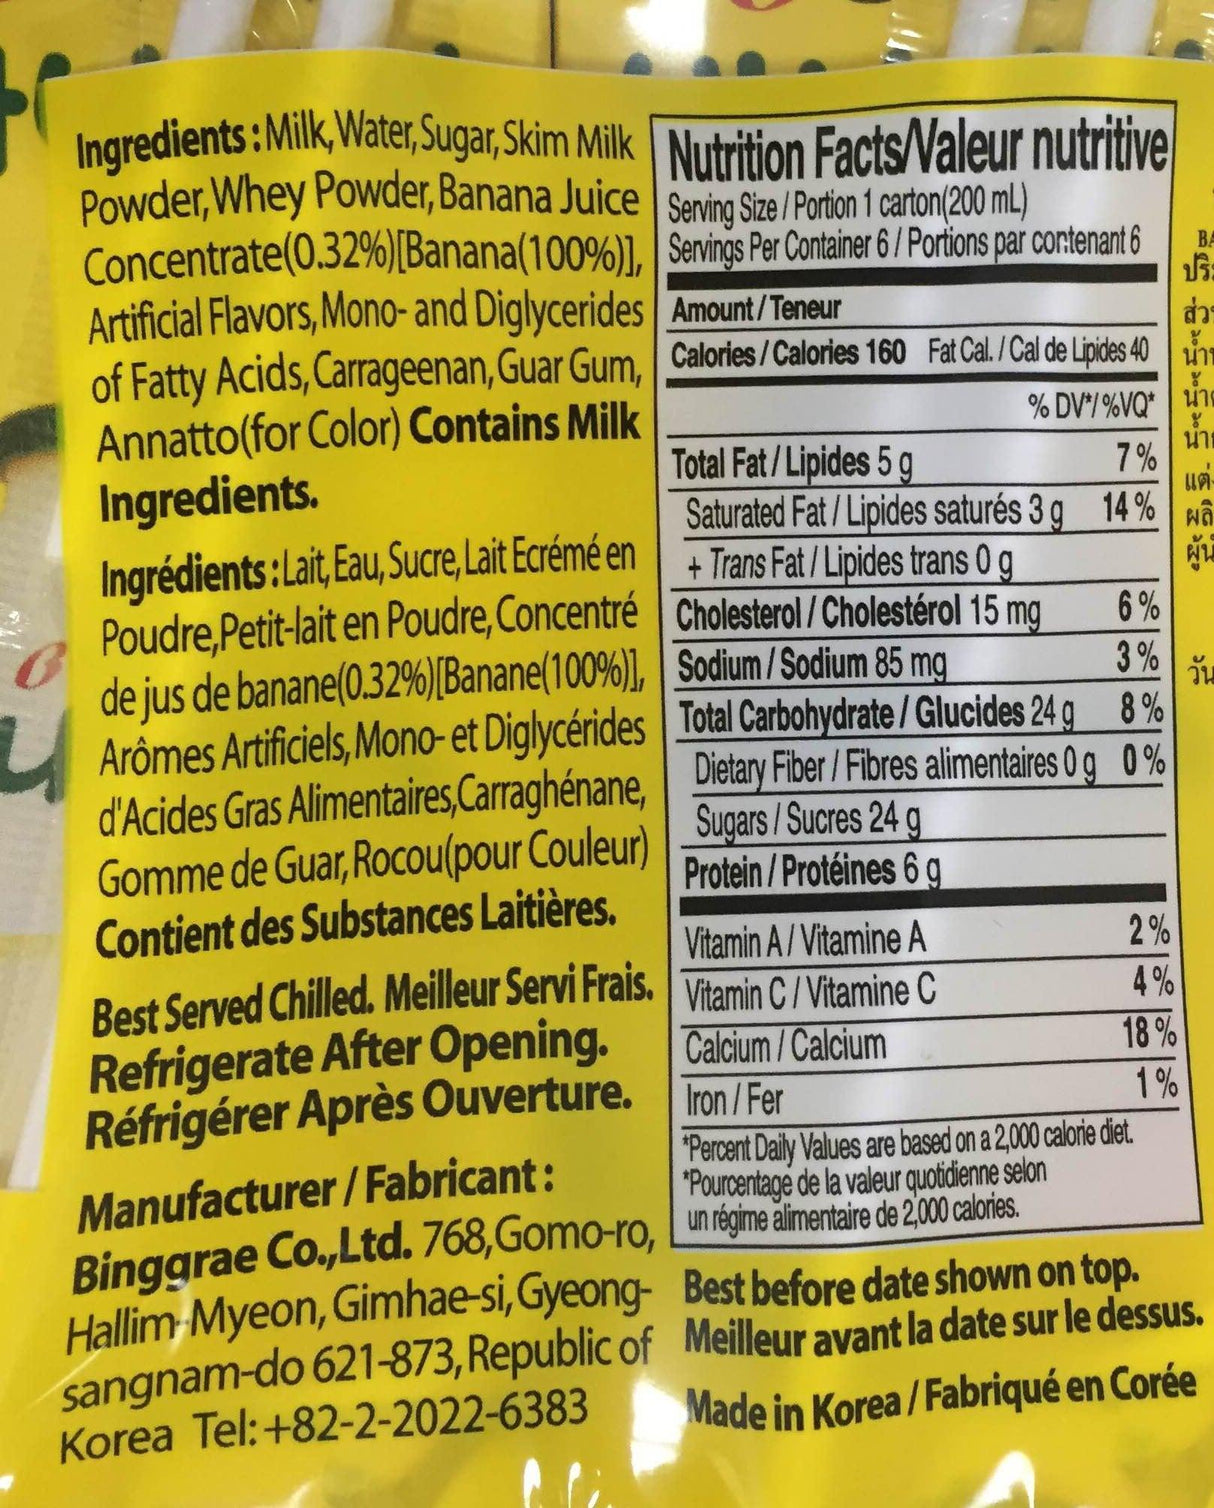 Ingredients : Milk, Water, Sugar, Skim Milk
Powder, Whey Powder, Banana Juice
Concentrate(0.32%)[Banana(100%)],
Artificial Flavors, Mono- and Diglycerides
of Fatty Acids, Carrageenan, Guar Gum,
Annatto(for Color) Contains Milk
Ingredients.
Ingrédients : Lait, Eau, Sucre, Lait Ecrémé en
Poudre,Petit-lait en Poudre, Concentré
de jus de banane(0.32%)[Banane(100%)],
Arômes Artificiels, Mono- et Diglycérides
d'Acides Gras Alimentaires,Carraghénane,
Gomme de Guar, Rocou(pour Couleur)
Contient des Substances Laitières.
Best Served Chilled. Meilleur Servi Frais.
Refrigerate After Opening.
Réfrigérer Après Ouverture.
Manufacturer / Fabricant :
Binggrae Co.,Ltd. 768,Gomo-ro,
Hallim-Myeon, Gimhae-si, Gyeong-
sangnam-do 621-873, Republic of
Korea Tel: +82-2-2022-6383
Nutrition Facts/Valeur nutritive
Serving Size / Portion 1 carton(200 mL)
Servings Per Container 6 / Portions par contenant 6
Amount / Teneur
Calories / Calories 160 Fat Cal. / Cal de Lipides 40
% DV*/ %VQ*
Total Fat / Lipides 5 g 7 %
Saturated Fat / Lipides saturés 3 g 14 %
+ Trans Fat / Lipides trans 0 g
Cholesterol / Cholestérol 15 mg 6 %
Sodium / Sodium 85 mg 3 %
Total Carbohydrate / Glucides 24 g 8 %
Dietary Fiber / Fibres alimentaires 0 g 0 %
Sugars / Sucres 24 g
Protein / Protéines 6 g
Vitamin A / Vitamine A 2 %
Vitamin C / Vitamine C 4 %
Calcium / Calcium 18 %
Iron / Fer 1 %
*Percent Daily Values are based on a 2,000 calorie diet.
*Pourcentage de la valeur quotidienne selon
un régime alimentaire de 2,000 calories.
Best before date shown on top.
Meilleur avant la date sur le dessus.
Made in Korea / Fabriqué en Corée